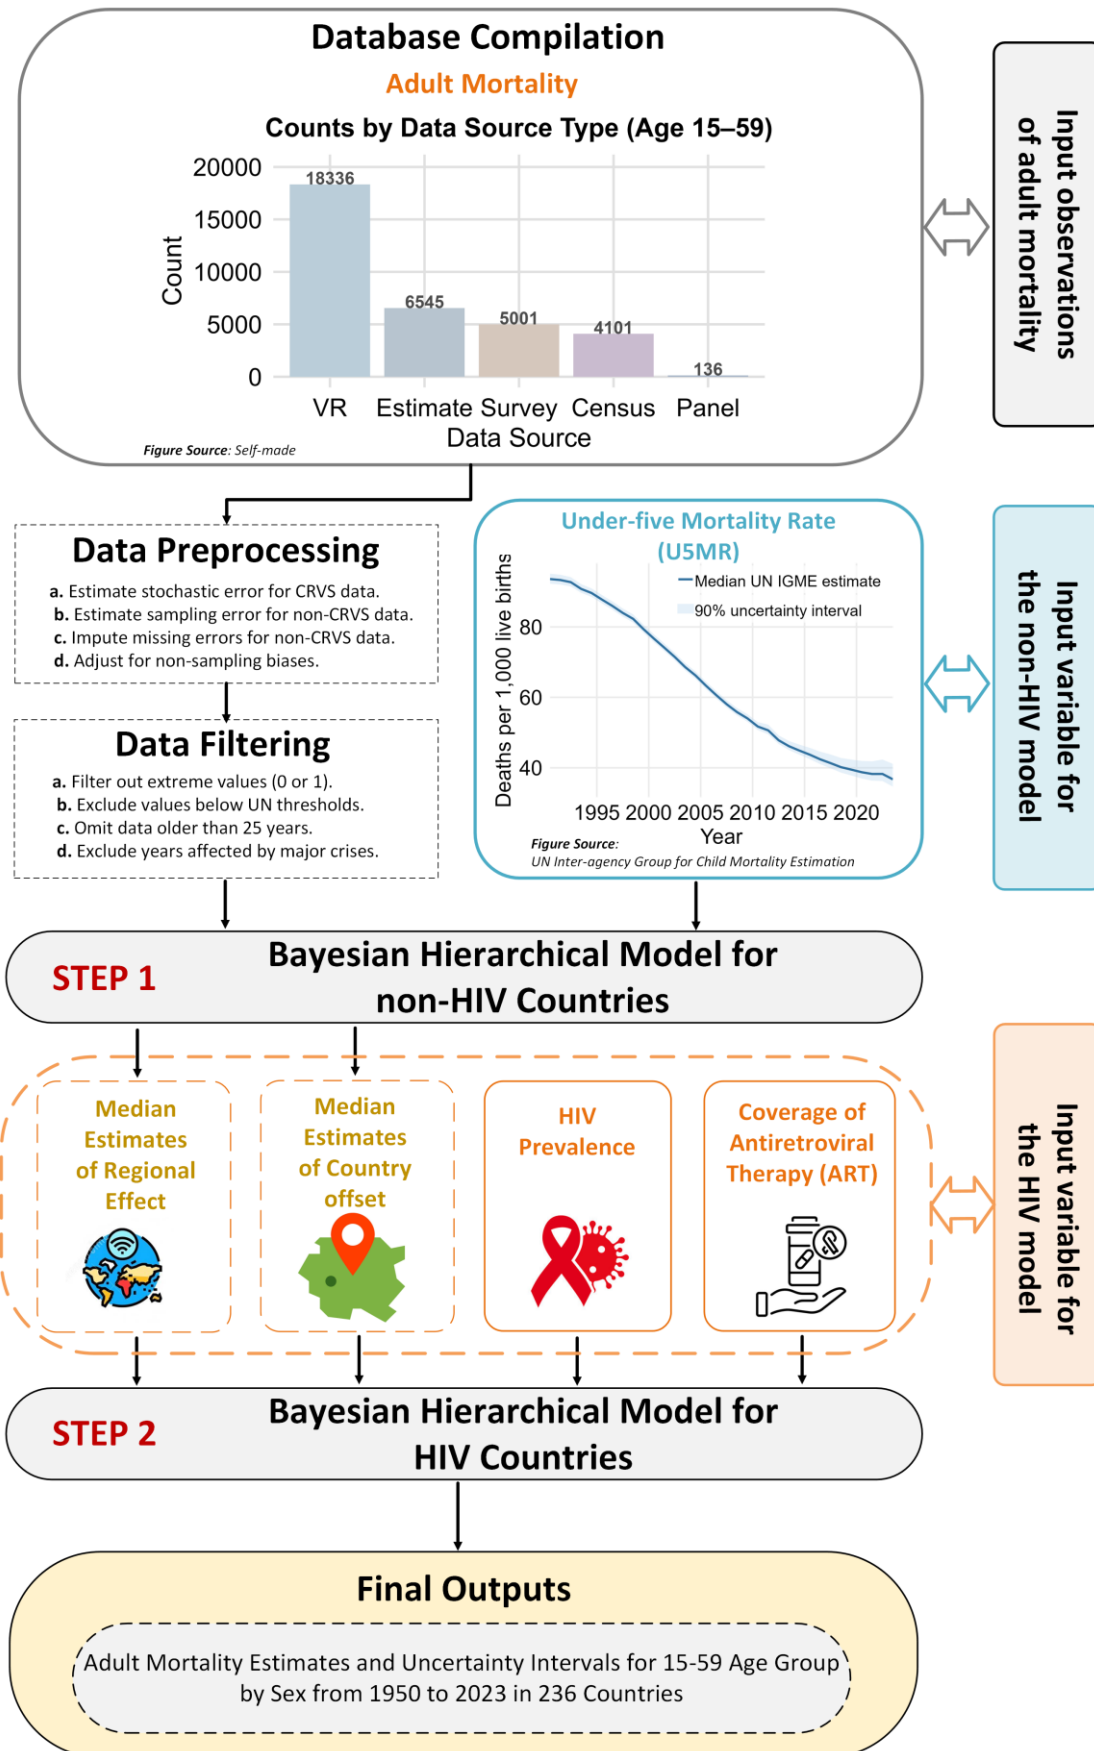 Database Compilation
Adult Mortality
Counts by Data Source Type (Age 15–59)
20000
15000
10000
5000
0
Count
18336
6545
5001
4101
136
VR
Estimate
Survey
Census
Panel
Data Source
Figure Source: Self-made
Input observations
of adult mortality
Data Preprocessing
a. Estimate stochastic error for CRVS data.
b. Estimate sampling error for non-CRVS data.
c. Impute missing errors for non-CRVS data.
d. Adjust for non-sampling biases.
Data Filtering
a. Filter out extreme values (0 or 1).
b. Exclude values below UN thresholds.
c. Omit data older than 25 years.
d. Exclude years affected by major crises.
Under-five Mortality Rate
(U5MR)
Median UN IGME estimate
90% uncertainty interval
Deaths per 1,000 live births
80
60
40
1995 2000 2005 2010 2015 2020
Year
Figure Source:
UN Inter-agency Group for Child Mortality Estimation
Input variable for
the non-HIV model
STEP 1
Bayesian Hierarchical Model for
non-HIV Countries
Median
Estimates
of Regional
Effect
Median
Estimates
of Country
offset
HIV
Prevalence
Coverage of
Antiretroviral
Therapy (ART)
Input variable for
the HIV model
STEP 2
Bayesian Hierarchical Model for
HIV Countries
Final Outputs
Adult Mortality Estimates and Uncertainty Intervals for 15-59 Age Group
by Sex from 1950 to 2023 in 236 Countries